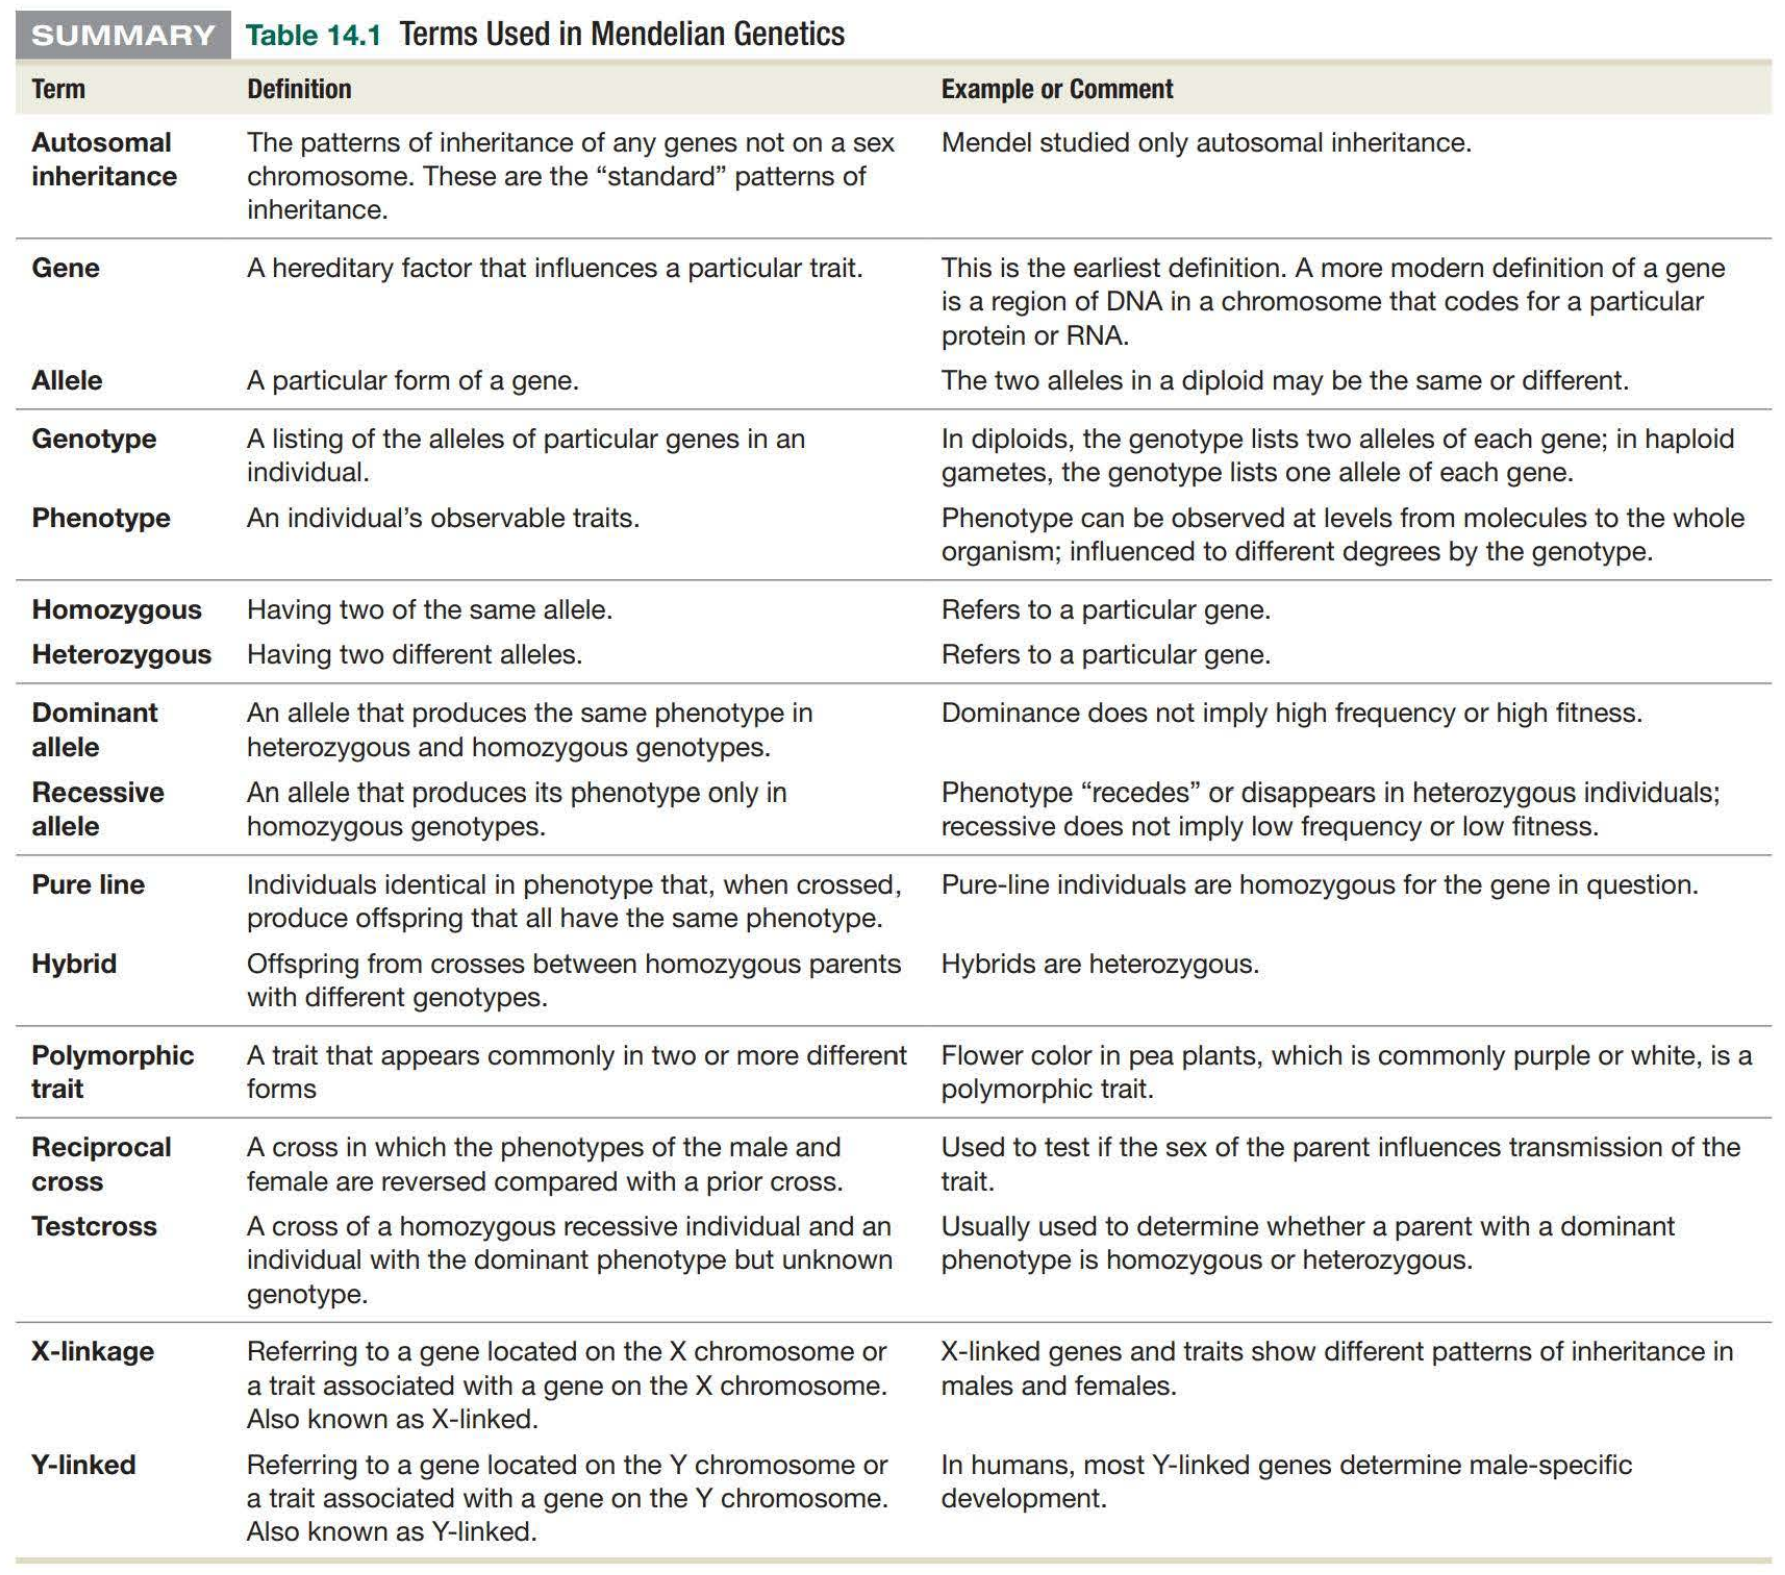 SUMMARY Table 14.1 Terms Used in Mendelian Genetics
Term Definition Example or Comment
Autosomal inheritance
The patterns of inheritance of any genes not on a sex
chromosome. These are the “standard” patterns of
inheritance.
Mendel studied only autosomal inheritance.
Gene
A hereditary factor that influences a particular trait.
This is the earliest definition. A more modern definition of a gene
is a region of DNA in a chromosome that codes for a particular
protein or RNA.
Allele
A particular form of a gene.
The two alleles in a diploid may be the same or different.
Genotype
A listing of the alleles of particular genes in an
individual.
In diploids, the genotype lists two alleles of each gene; in haploid
gametes, the genotype lists one allele of each gene.
Phenotype
An individual’s observable traits.
Phenotype can be observed at levels from molecules to the whole
organism; influenced to different degrees by the genotype.
Homozygous
Having two of the same allele.
Refers to a particular gene.
Heterozygous
Having two different alleles.
Refers to a particular gene.
Dominant
allele
An allele that produces the same phenotype in
heterozygous and homozygous genotypes.
Dominance does not imply high frequency or high fitness.
Recessive
allele
An allele that produces its phenotype only in
homozygous genotypes.
Phenotype “recedes” or disappears in heterozygous individuals;
recessive does not imply low frequency or low fitness.
Pure line
Individuals identical in phenotype that, when crossed,
produce offspring that all have the same phenotype.
Pure-line individuals are homozygous for the gene in question.
Hybrid
Offspring from crosses between homozygous parents
with different genotypes.
Hybrids are heterozygous.
Polymorphic
trait
A trait that appears commonly in two or more different
forms
Flower color in pea plants, which is commonly purple or white, is a
polymorphic trait.
Reciprocal
cross
A cross in which the phenotypes of the male and
female are reversed compared with a prior cross.
Used to test if the sex of the parent influences transmission of the
trait.
Testcross
A cross of a homozygous recessive individual and an
individual with the dominant phenotype but unknown
genotype.
Usually used to determine whether a parent with a dominant
phenotype is homozygous or heterozygous.
X-linkage
Referring to a gene located on the X chromosome or
a trait associated with a gene on the X chromosome.
Also known as X-linked.
X-linked genes and traits show different patterns of inheritance in
males and females.
Y-linked
Referring to a gene located on the Y chromosome or
a trait associated with a gene on the Y chromosome.
Also known as Y-linked.
In humans, most Y-linked genes determine male-specific
development.